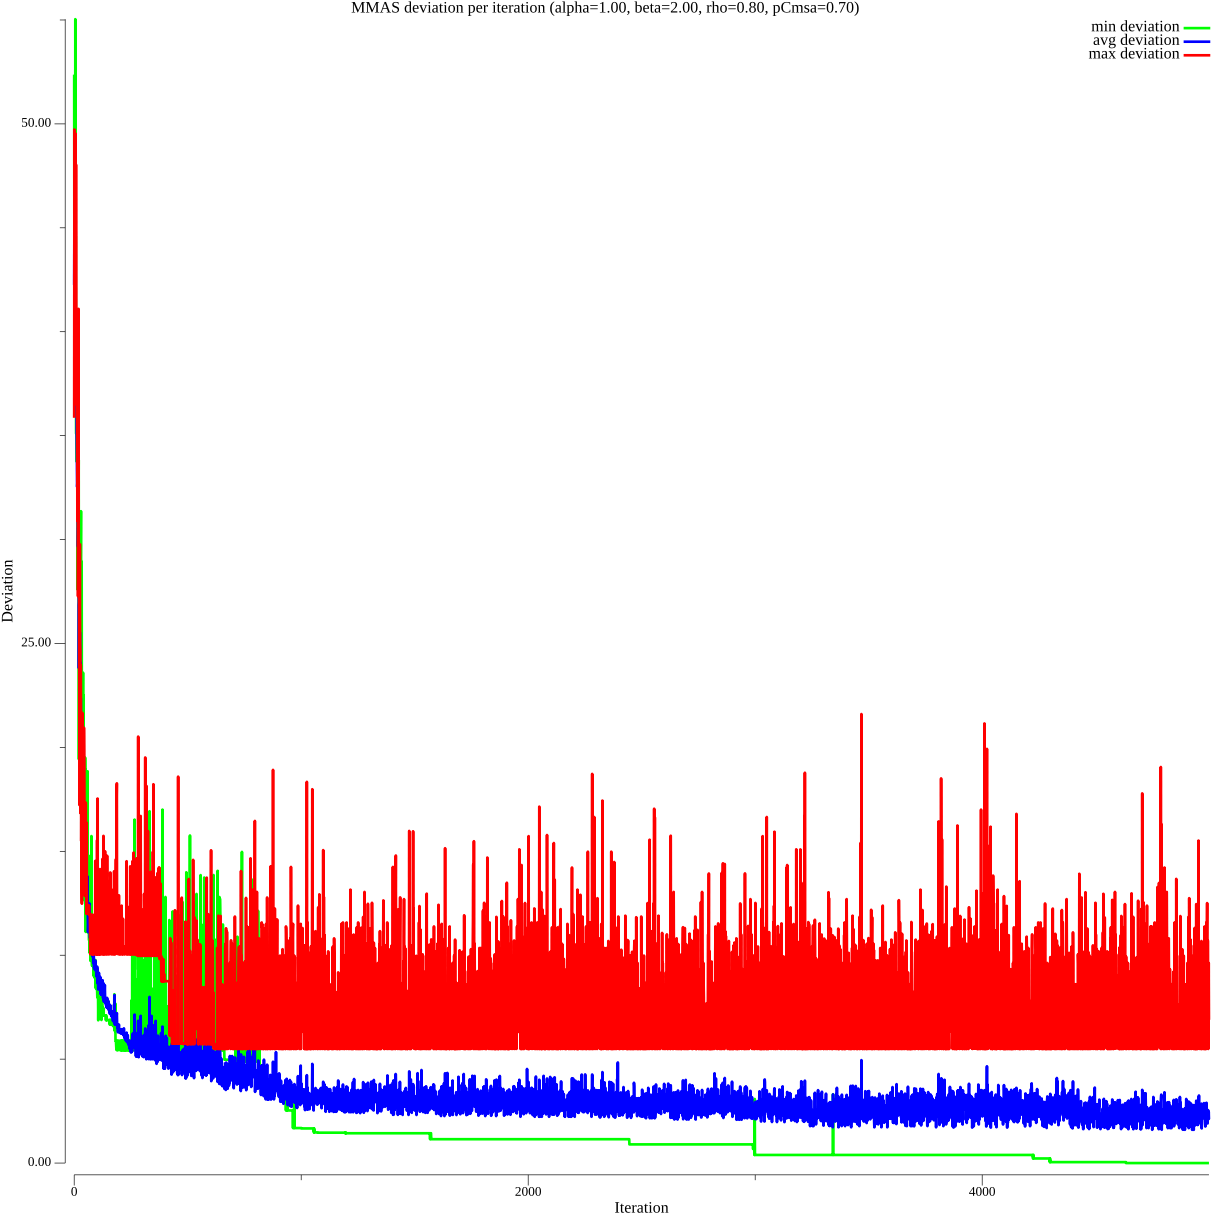 MMAS deviation per iteration (alpha=1.00, beta=2.00, rho=0.80, pCmsa=0.70)
min deviation
avg deviation
max deviation
50.00
25.00
0.00
Deviation
0
2000
4000
Iteration